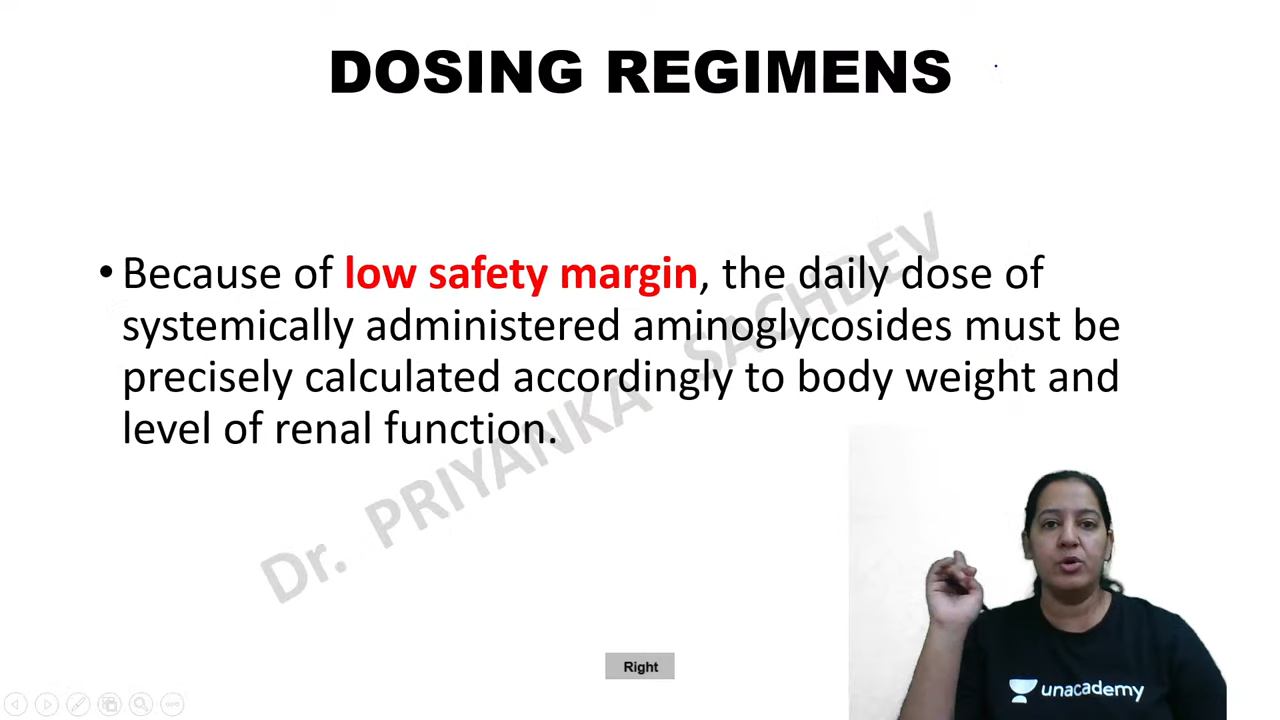 DOSING REGIMENS
• Because of low safety margin, the daily dose of
systemically administered aminoglycosides must be
precisely calculated accordingly to body weight and
level of renal function.
Dr. PRIYANKA SACHDEV
Right
unacademy